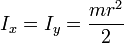 I_x = I_y = \frac{mr^2}{2}